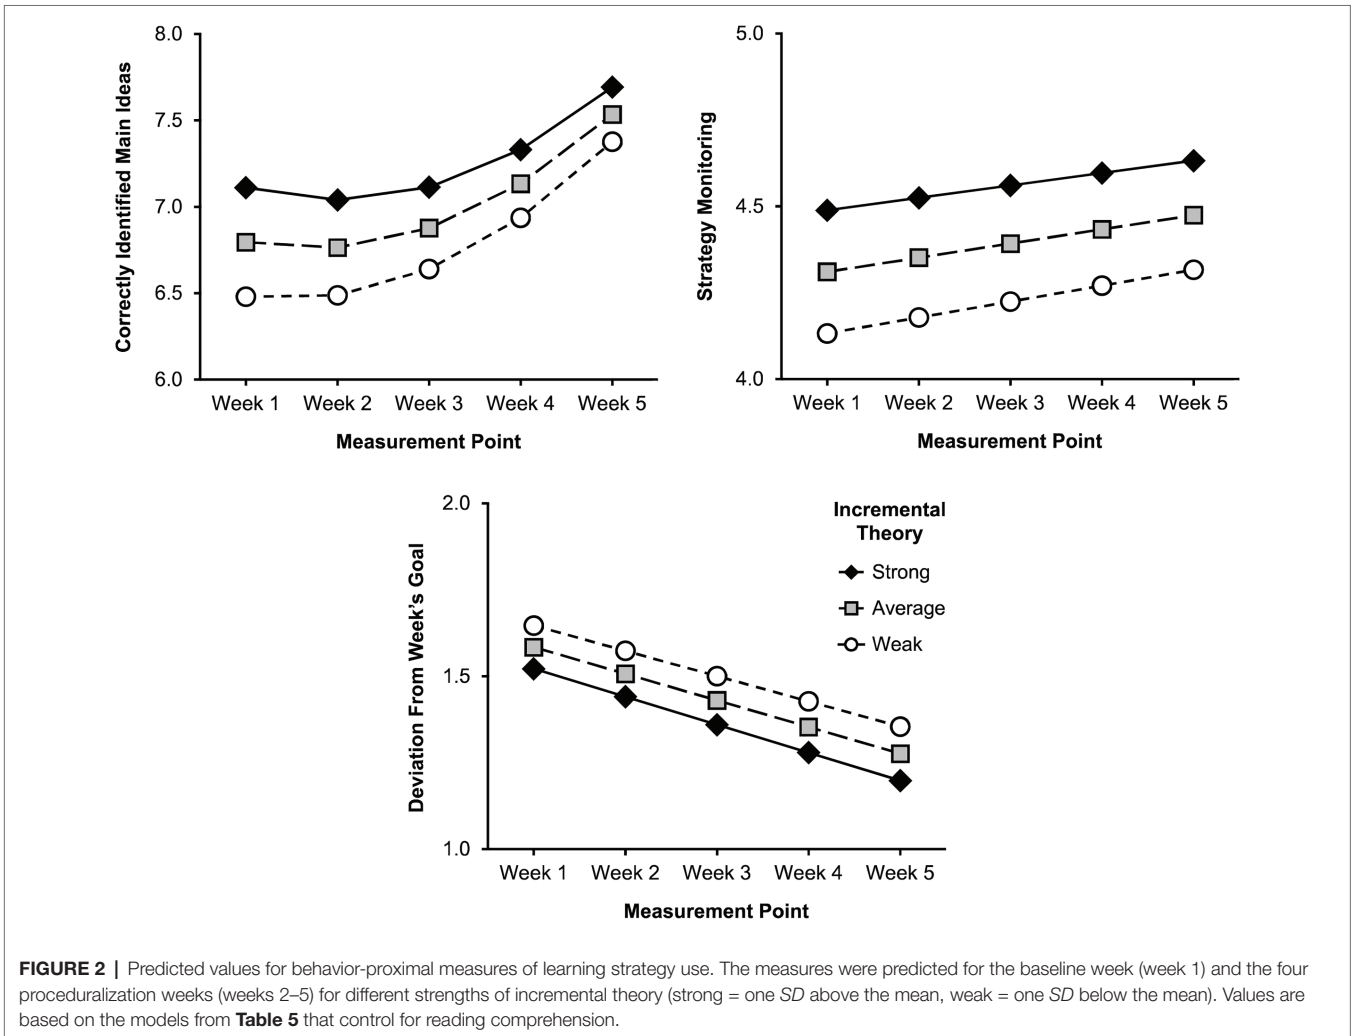 Correctly Identified Main Ideas
8.0
7.5
7.0
6.5
6.0
Week 1 Week 2 Week 3 Week 4 Week 5
Measurement Point
Strategy Monitoring
5.0
4.5
4.0
Week 1 Week 2 Week 3 Week 4 Week 5
Measurement Point
Deviation From Week's Goal
2.0
1.5
1.0
Week 1 Week 2 Week 3 Week 4 Week 5
Measurement Point
Incremental
Theory
Strong
Average
Weak
FIGURE 2 | Predicted values for behavior-proximal measures of learning strategy use. The measures were predicted for the baseline week (week 1) and the four
proceduralization weeks (weeks 2–5) for different strengths of incremental theory (strong = one SD above the mean, weak = one SD below the mean). Values are
based on the models from Table 5 that control for reading comprehension.